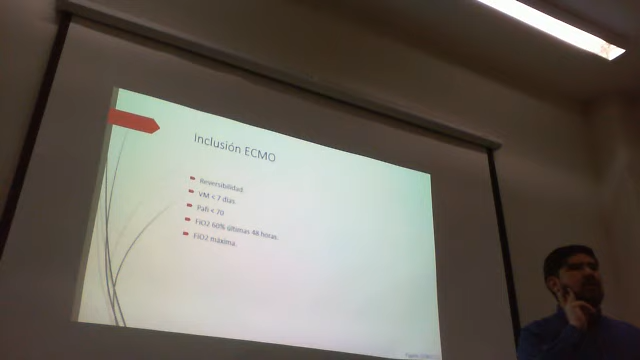 Inclusión ECMO
Reversibilidad
VM < 7 días
Pafi < 70
FiO2 60% últimas 48 horas.
FiO2 máxima.